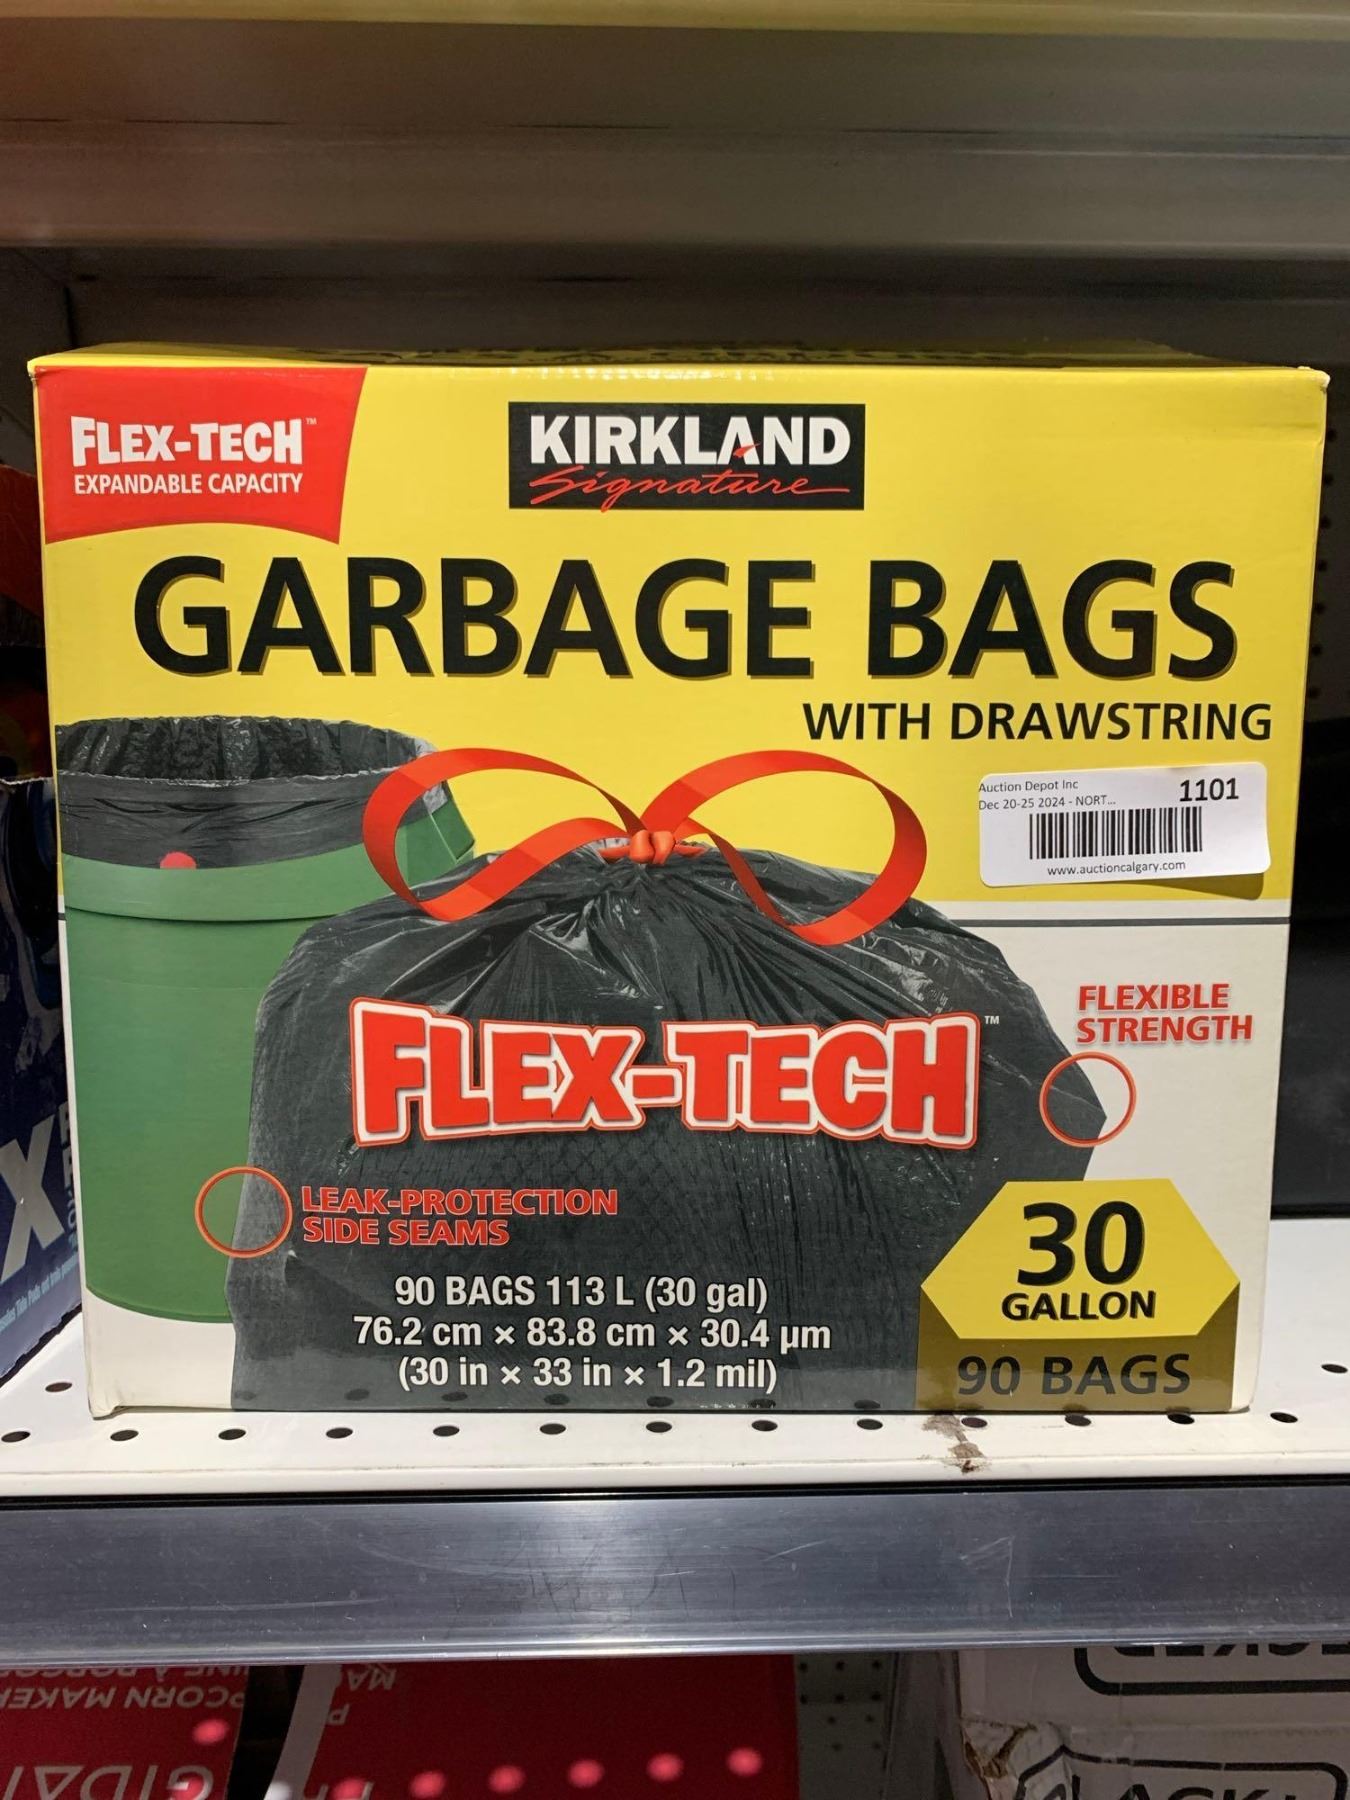 FLEX-TECH™
EXPANDABLE CAPACITY
KIRKLAND
Signature
GARBAGE BAGS
WITH DRAWSTRING
Auction Depot Inc
1101
Dec 20-25 2024 - NORT...
www.auctioncalgary.com
FLEX-TECH™
FLEXIBLE
STRENGTH
LEAK-PROTECTION
SIDE SEAMS
90 BAGS 113 L (30 gal)
76.2 cm × 83.8 cm × 30.4 µm
(30 in × 33 in × 1.2 mil)
30
GALLON
90 BAGS